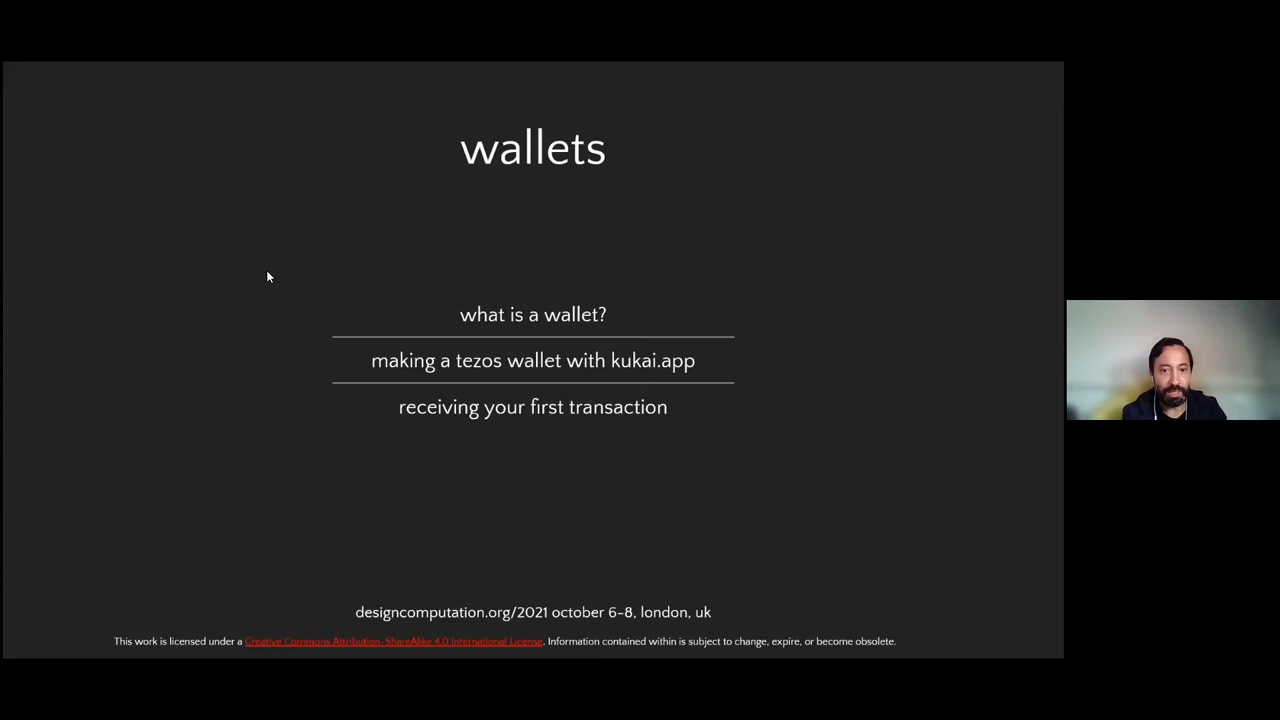 wallets
what is a wallet?
making a tezos wallet with kukai.app
receiving your first transaction
designcomputation.org/2021 october 6-8, london, uk
This work is licensed under a Creative Commons Attribution-ShareAlike 4.0 International License. Information contained within is subject to change, expire, or become obsolete.